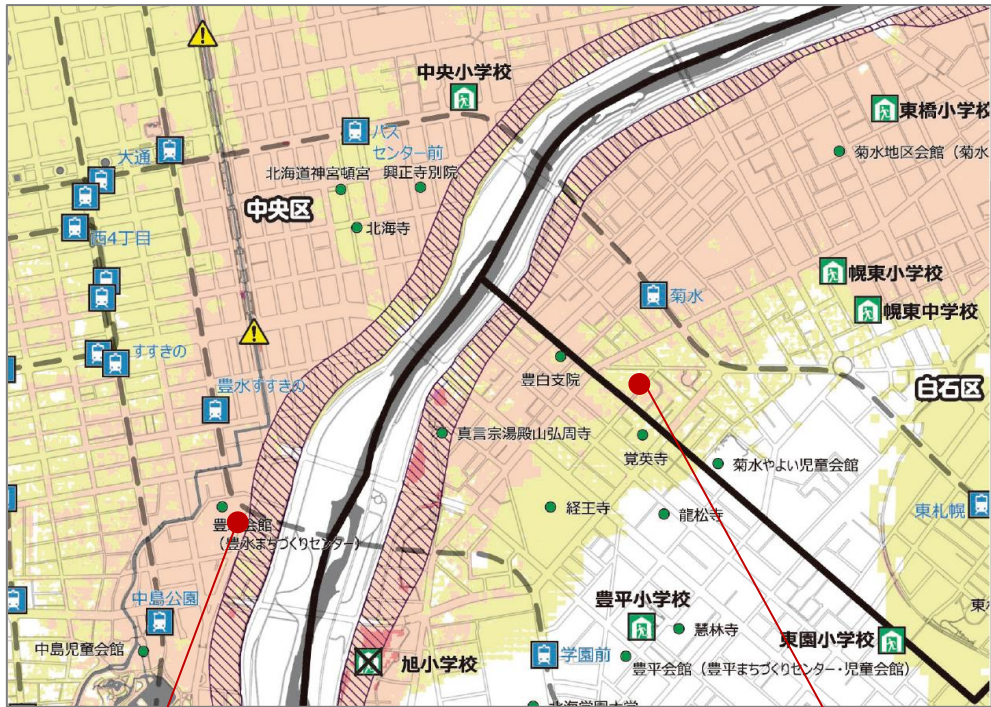 中央小学校
東橋小学校
バス
センター前
大通
菊水地区会館（菊水
北海道神宮頓宮
興正寺別院
中央区
北海寺
西4丁目
幌東小学校
菊水
幌東中学校
すすきの
豊白支院
豊水すすきの
白石区
真言宗湯殿山弘周寺
覚英寺
菊水やよい児童会館
経王寺
龍松寺
東札幌
会館
（豊水まちづくりセンター）
中島公園
豊平小学校
慧林寺
中島児童会館
東園小学校
旭小学校
学園前
豊平会館（豊平まちづくりセンター・児童会館）
北海学園大学